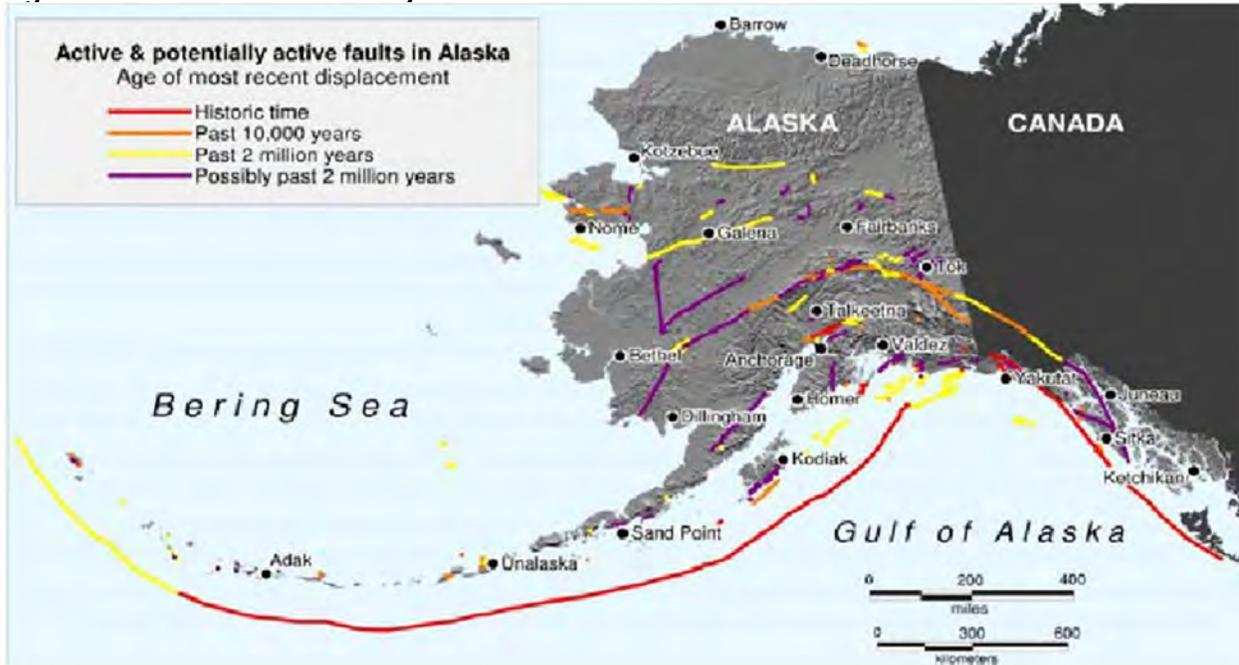 Active & potentially active faults in Alaska
Age of most recent displacement
Historic time
Past 10,000 years
Past 2 million years
Possibly past 2 million years
Barrow
Deadhorse
ALASKA
CANADA
Kotzebue
Nome
Galena
Fairbanks
Tok
Talkeetna
Bethel
Anchorage
Valdez
Yakutat
Juneau
Bering Sea
Dillingham
Homer
Sitka
Kodiak
Ketchikan
Sand Point
Gulf of Alaska
Adak
Unalaska
0 200 400
miles
0 300 600
kilometers